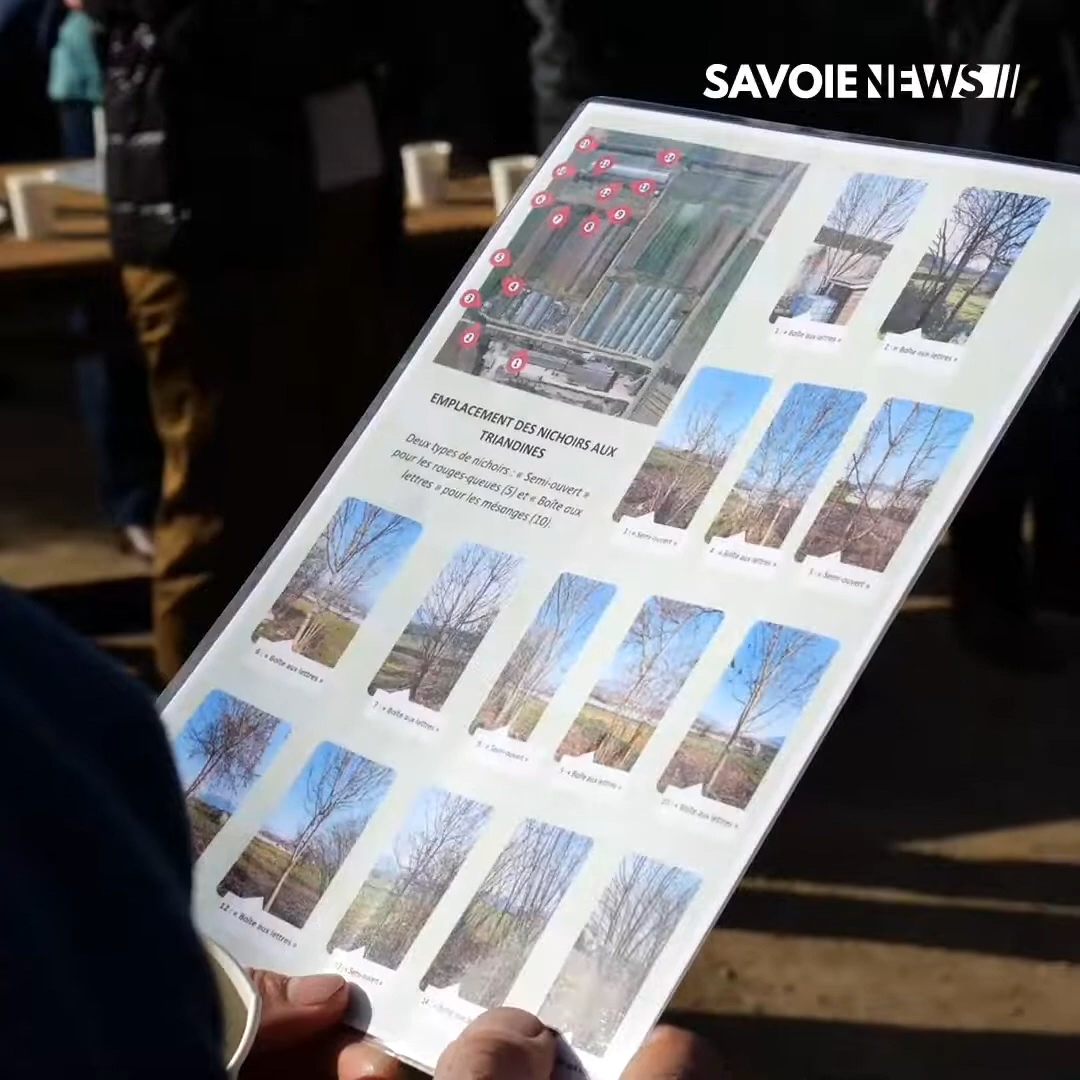 SAVOIE NEWS
EMPLACEMENT DES NICHOIRS AUX
TRIANDINES
Deux types de nichoirs : « Semi-ouvert »
pour les rouges-queues (5) et « Boîte aux
lettres » pour les mésanges (10).
1 : « Boîte aux lettres »
2 : « Boîte aux lettres »
3 : « Semi-ouvert »
4 : « Boîte aux lettres »
5 : « Semi-ouvert »
6 : « Boîte aux lettres »
7 : « Boîte aux lettres »
8 : « Semi-ouvert »
9 : « Boîte aux lettres »
10 : « Boîte aux lettres »
12 : « Boîte aux lettres »
13 : « Semi-ouvert »
14 : « Boîte aux